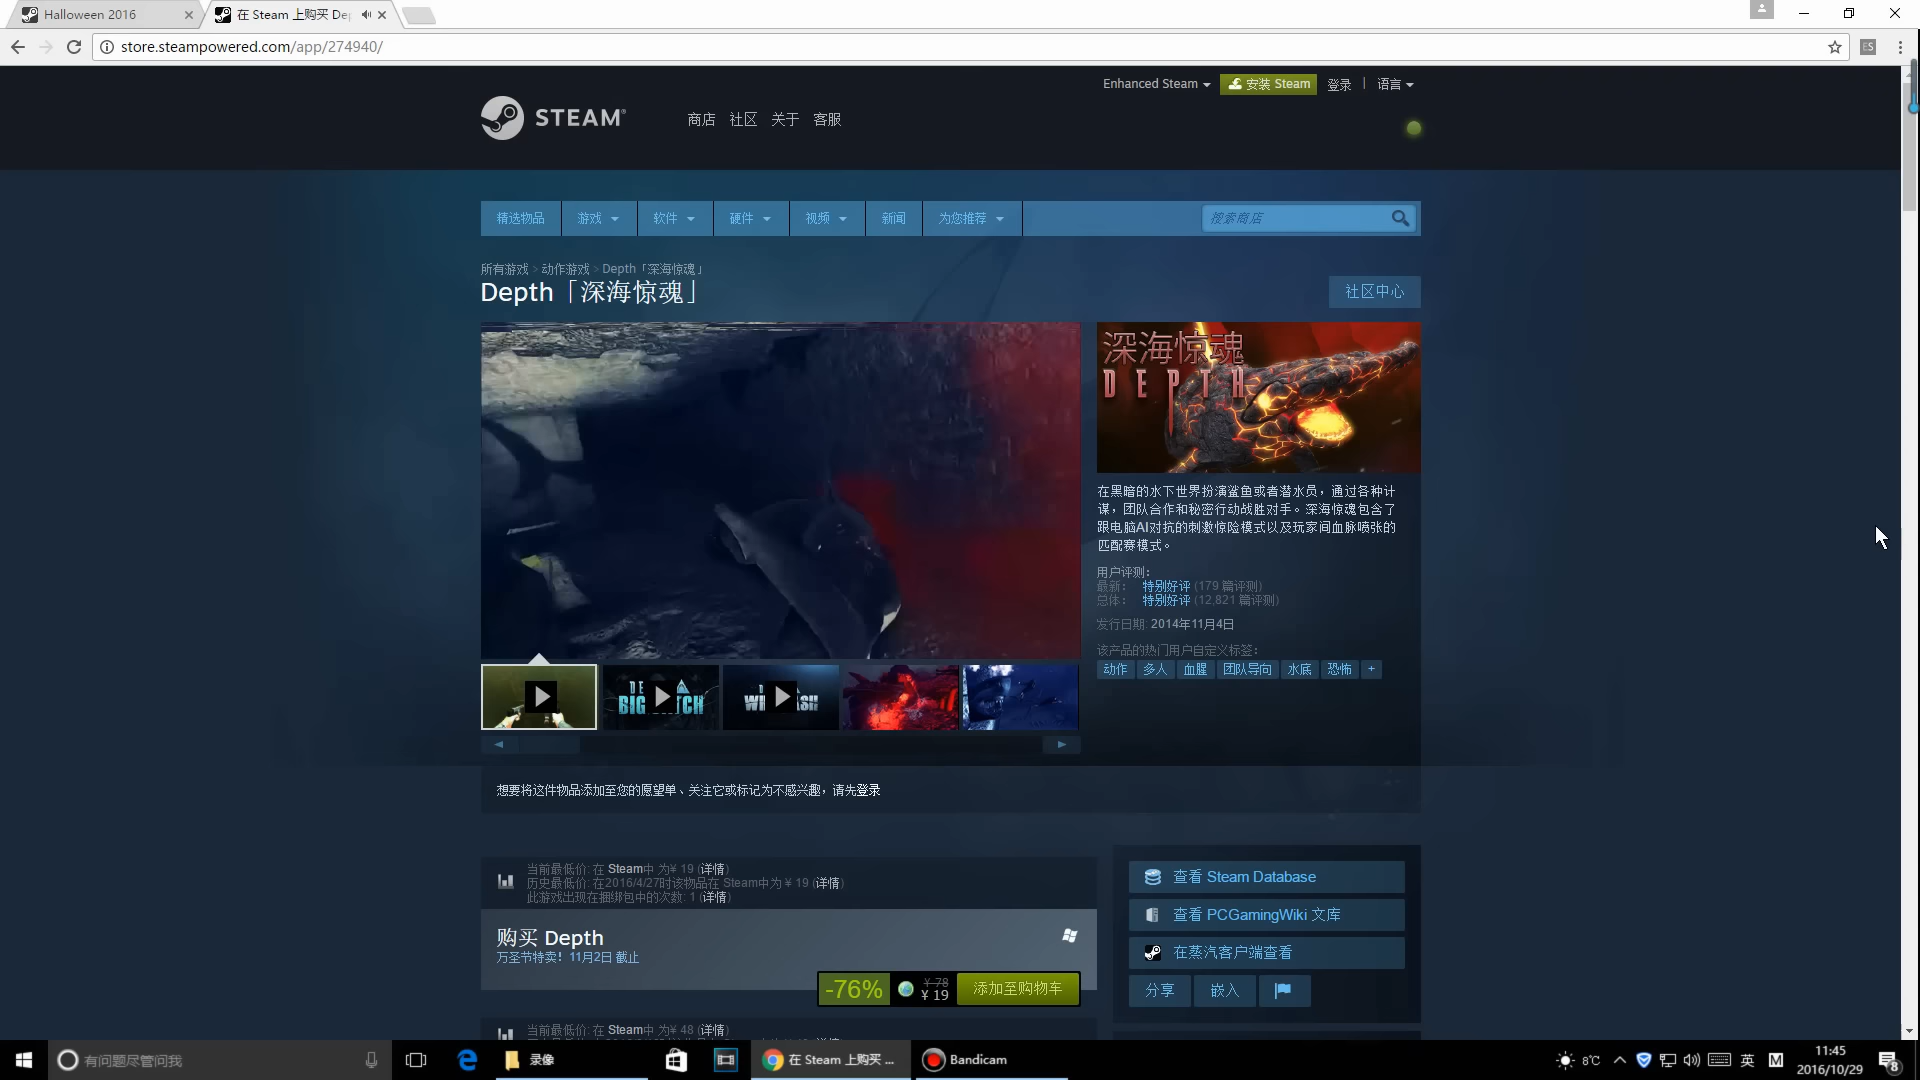 Halloween 2016
在 Steam 上购买 De
store.steampowered.com/app/274940/
ES
Enhanced Steam
安装 Steam
登录
语言
STEAM
商店 社区 关于 客服
精选物品
游戏
软件
硬件
视频
新闻
为您推荐
搜索商店
所有游戏 > 动作游戏 > Depth「深海惊魂」
Depth「深海惊魂」
社区中心
深海惊魂
DEPTH
在黑暗的水下世界扮演鲨鱼或者潜水员，通过各种计
谋，团队合作和秘密行动战胜对手。深海惊魂包含了
跟电脑AI对抗的刺激惊险模式以及玩家间血脉喷张的
匹配赛模式。
用户评测:
最新: 特别好评 (179 篇评测)
总体: 特别好评 (12,821 篇评测)
发行日期: 2014年11月4日
该产品的热门用户自定义标签:
动作 多人 血腥 团队导向 水底 恐怖 +
想要将这件物品添加至您的愿望单、关注它或标记为不感兴趣，请先登录
当前最低价: 在 Steam中 为¥ 19 (详情)
历史最低价: 在2016/4/27时该物品在 Steam中为 ¥ 19 (详情)
此游戏出现在捆绑包中的次数: 1 (详情)
购买 Depth
万圣节特卖！11月2日 截止
-76%
¥ 78
¥ 19
添加至购物车
当前最低价: 在 Steam中 为¥ 48 (详情)
查看 Steam Database
查看 PCGamingWiki 文库
在蒸汽客户端查看
分享
嵌入
有问题尽管问我
录像
在 Steam 上购买 ...
Bandicam
8℃
英
M
11:45
2016/10/29
8